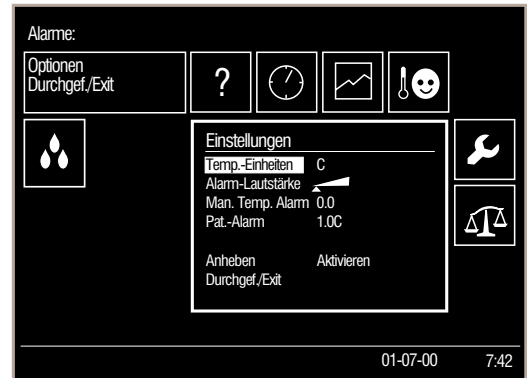 Alarme:
Optionen
Durchgef./Exit
?
Einstellungen
Temp.-Einheiten C
Alarm-Lautstärke
Man. Temp. Alarm 0.0
Pat.-Alarm 1.0C
Anheben Aktivieren
Durchgef./Exit
01-07-00 7:42